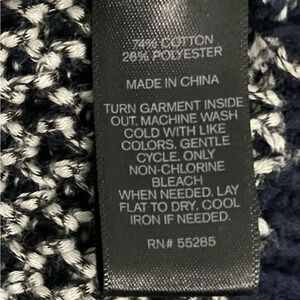 74% COTTON
26% POLYESTER
MADE IN CHINA
TURN GARMENT INSIDE
OUT. MACHINE WASH
COLD WITH LIKE
COLORS, GENTLE
CYCLE. ONLY
NON-CHLORINE
BLEACH
WHEN NEEDED. LAY
FLAT TO DRY. COOL
IRON IF NEEDED.
RN# 55285